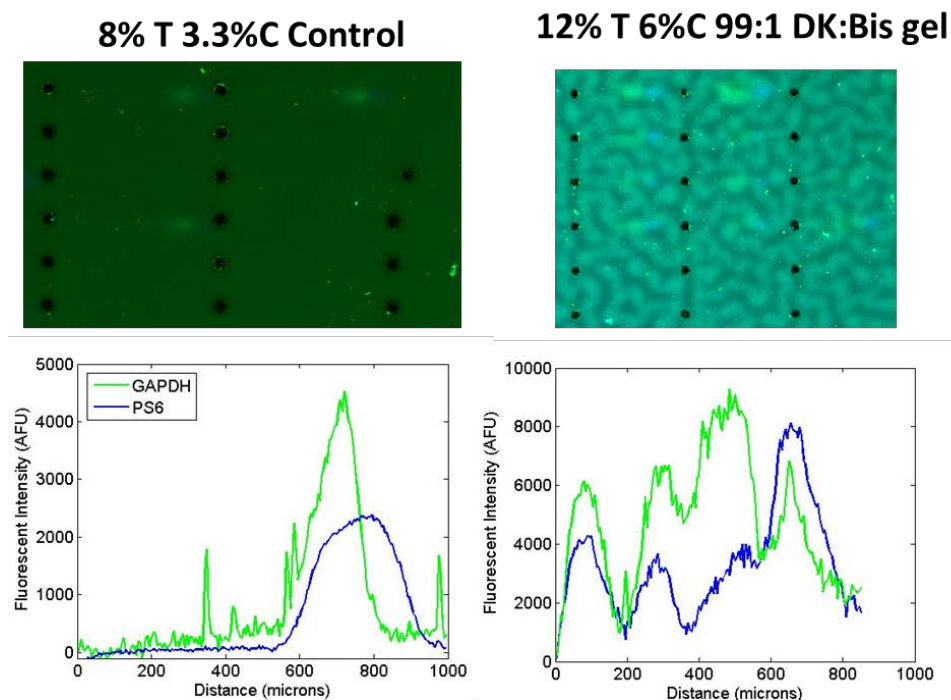 8% T 3.3%C Control
12% T 6%C 99:1 DK:Bis gel
5000
4000
3000
2000
1000
0
Fluorescent Intensity (AFU)
GAPDH
PS6
0 200 400 600 800 1000
Distance (microns)
10000
8000
6000
4000
2000
0
Fluorescent Intensity (AFU)
0 200 400 600 800 1000
Distance (microns)